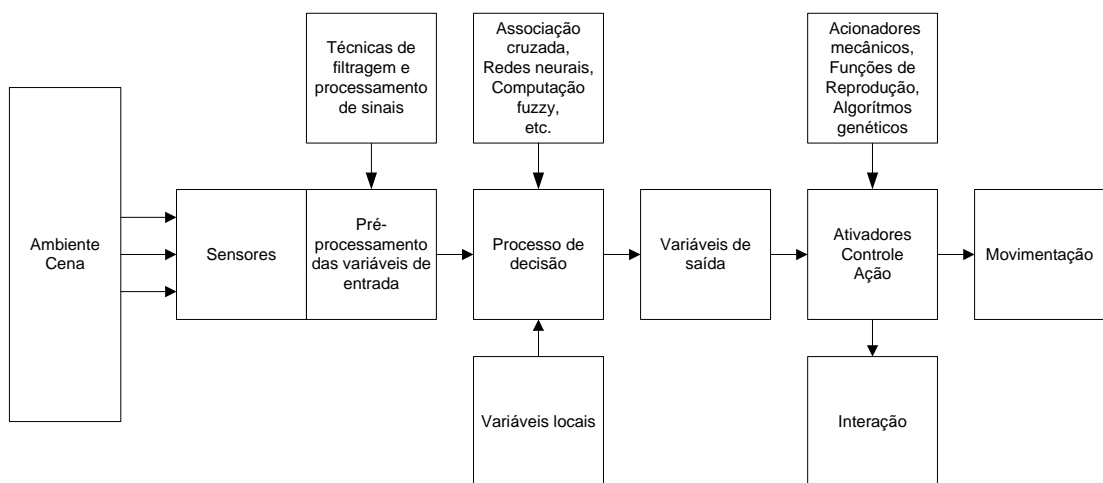 Técnicas de
filtragem e
processamento
de sinais
Associação
cruzada,
Redes neurais,
Computação
fuzzy,
etc.
Acionadores
mecânicos,
Funções de
Reprodução,
Algorítmos
genéticos
Ambiente
Cena
Sensores
Pré-
processamento
das variáveis de
entrada
Processo de
decisão
Variáveis de
saída
Ativadores
Controle
Ação
Movimentação
Variáveis locais
Interação